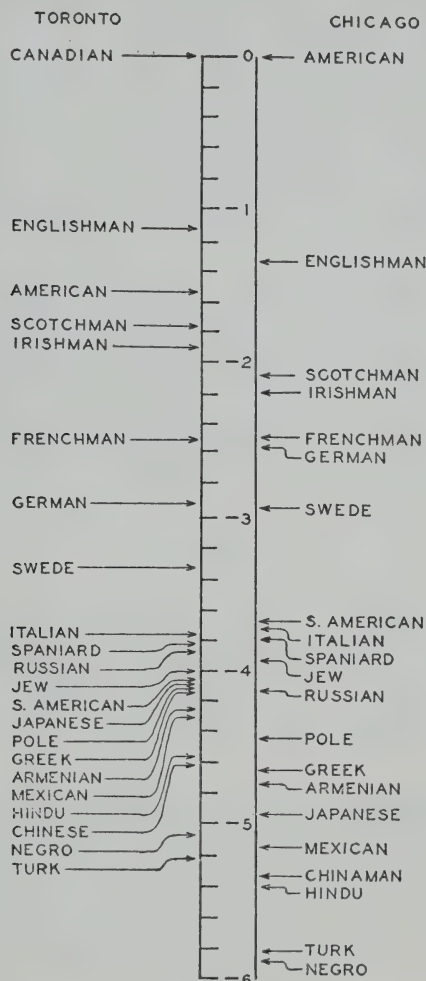 TORONTO
CHICAGO
CANADIAN
0
AMERICAN
-1
ENGLISHMAN
ENGLISHMAN
AMERICAN
SCOTCHMAN
IRISHMAN
-2
SCOTCHMAN
IRISHMAN
FRENCHMAN
FRENCHMAN
GERMAN
GERMAN
SWEDE
-3
SWEDE
ITALIAN
SPANIARD
RUSSIAN
JEW
S. AMERICAN
JAPANESE
POLE
GREEK
ARMENIAN
MEXICAN
HINDU
CHINESE
NEGRO
TURK
S. AMERICAN
ITALIAN
SPANIARD
JEW
-4
RUSSIAN
POLE
GREEK
ARMENIAN
-5
JAPANESE
MEXICAN
CHINAMAN
HINDU
TURK
NEGRO
-6